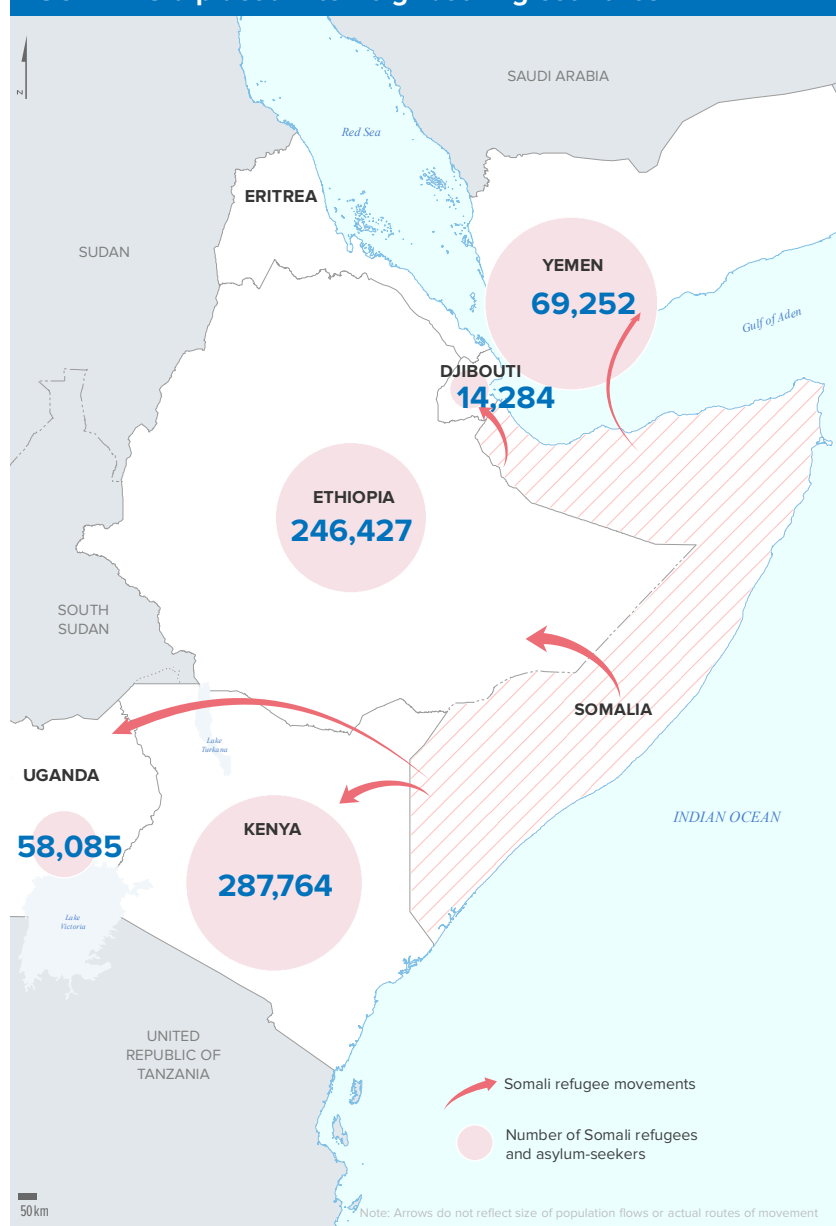 N
SAUDI ARABIA
Red Sea
ERITREA
SUDAN
YEMEN
69,252
Gulf of Aden
DJIBOUTI
14,284
ETHIOPIA
246,427
SOUTH
SUDAN
SOMALIA
Lake
Turkana
UGANDA
58,085
INDIAN OCEAN
KENYA
287,764
Lake
Victoria
UNITED
REPUBLIC OF
TANZANIA
Somali refugee movements
Number of Somali refugees
and asylum-seekers
50km
Note: Arrows do not reflect size of population flows or actual routes of movement